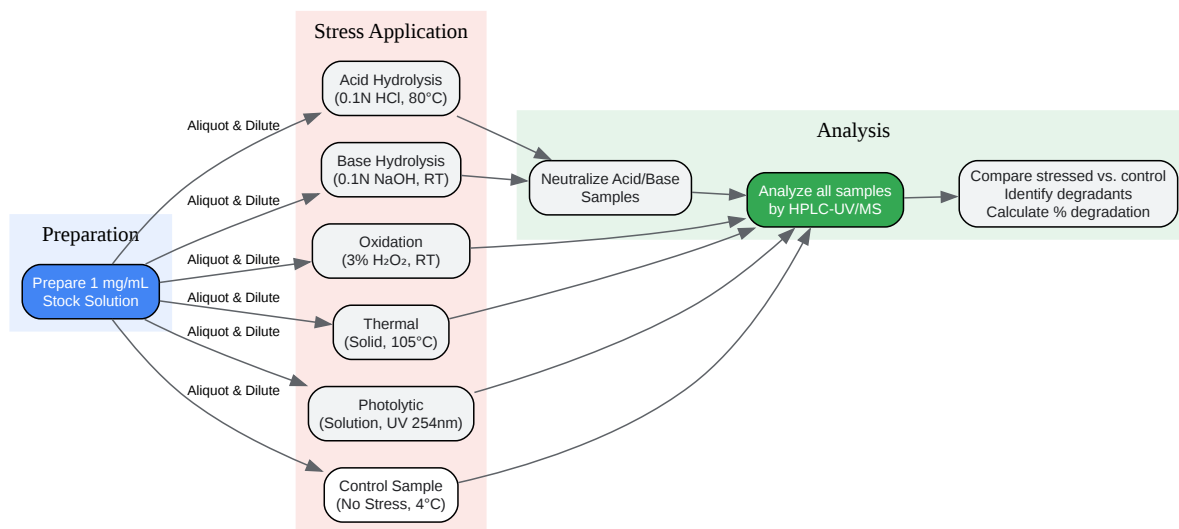 Preparation
Prepare 1 mg/mL
Stock Solution
Aliquot & Dilute
Aliquot & Dilute
Aliquot & Dilute
Aliquot & Dilute
Aliquot & Dilute
Aliquot & Dilute
Stress Application
Acid Hydrolysis
(0.1N HCl, 80°C)
Base Hydrolysis
(0.1N NaOH, RT)
Oxidation
(3% H₂O₂, RT)
Thermal
(Solid, 105°C)
Photolytic
(Solution, UV 254nm)
Control Sample
(No Stress, 4°C)
Analysis
Neutralize Acid/Base
Samples
Analyze all samples
by HPLC-UV/MS
Compare stressed vs. control
Identify degradants
Calculate % degradation